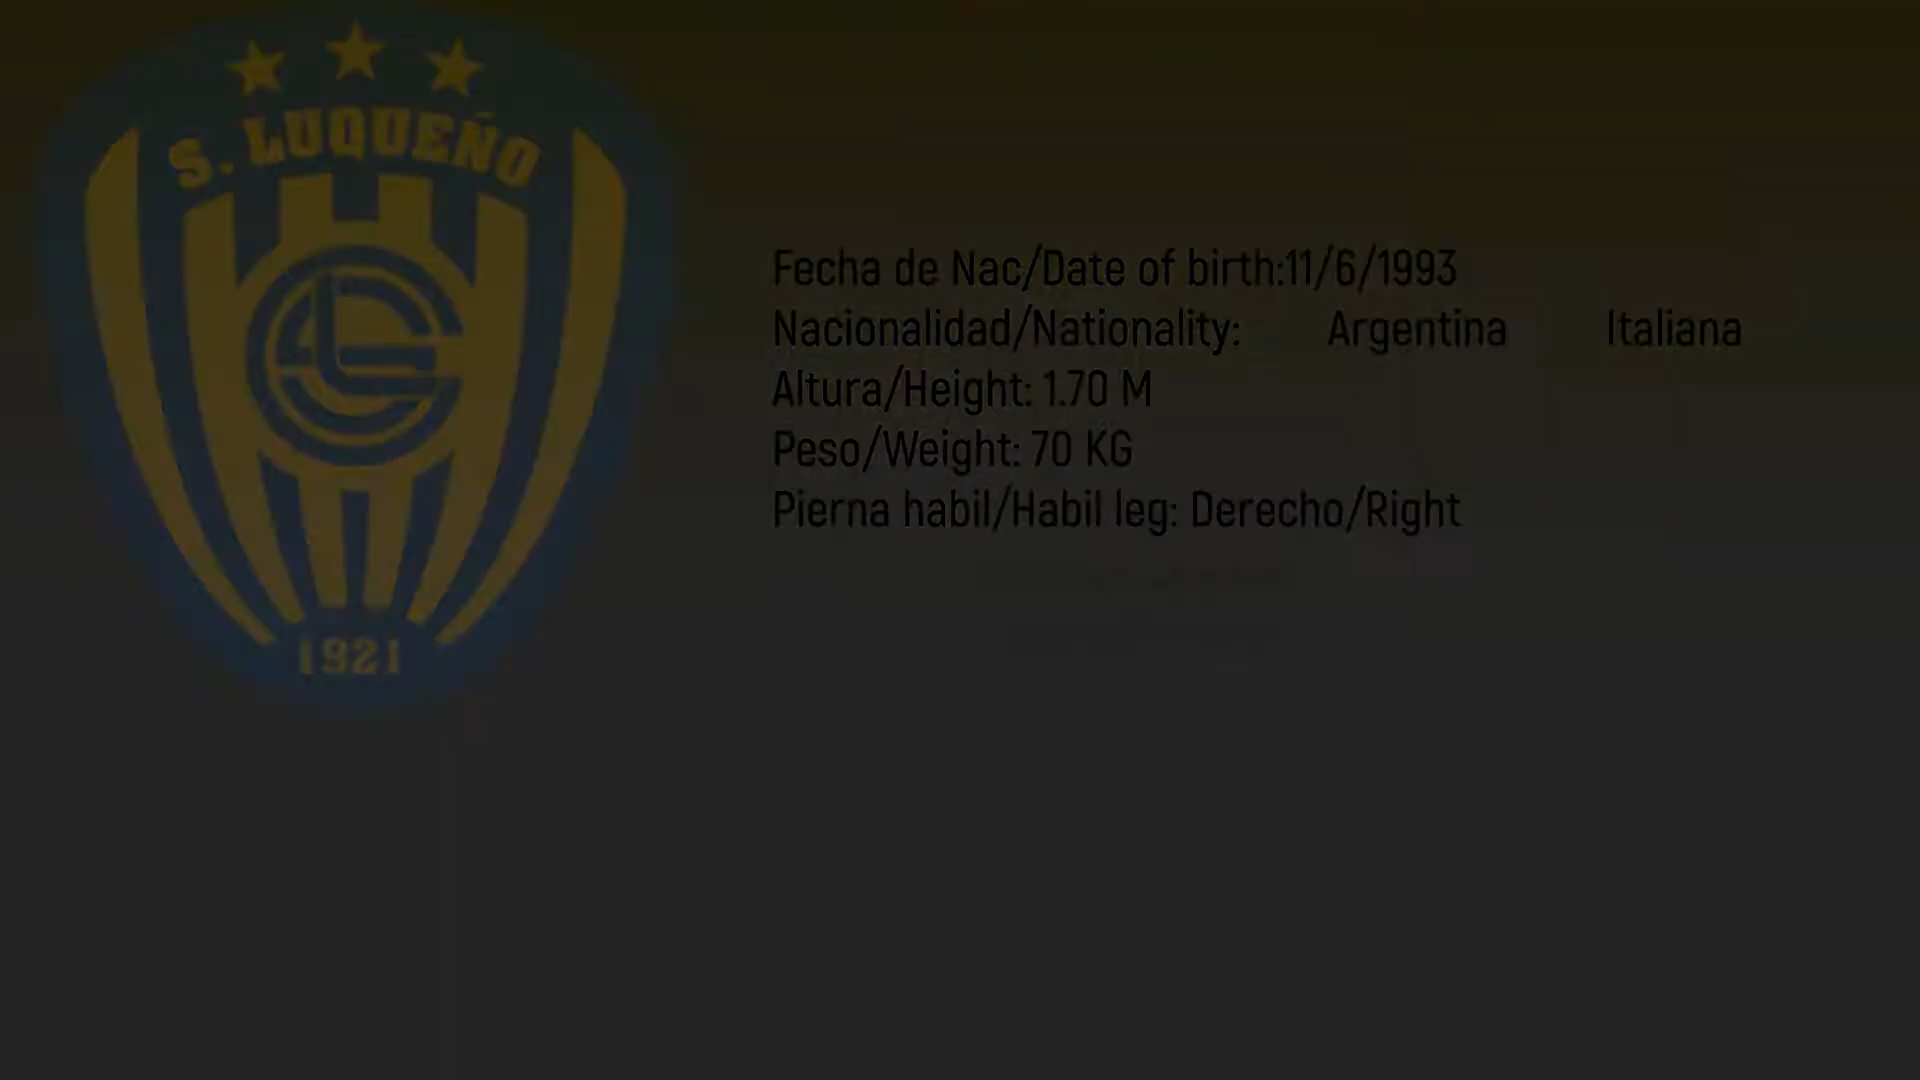 S. LUQUEÑO
1921
Fecha de Nac/Date of birth:11/6/1993
Nacionalidad/Nationality: Argentina Italiana
Altura/Height: 1.70 M
Peso/Weight: 70 KG
Pierna habil/Habil leg: Derecho/Right